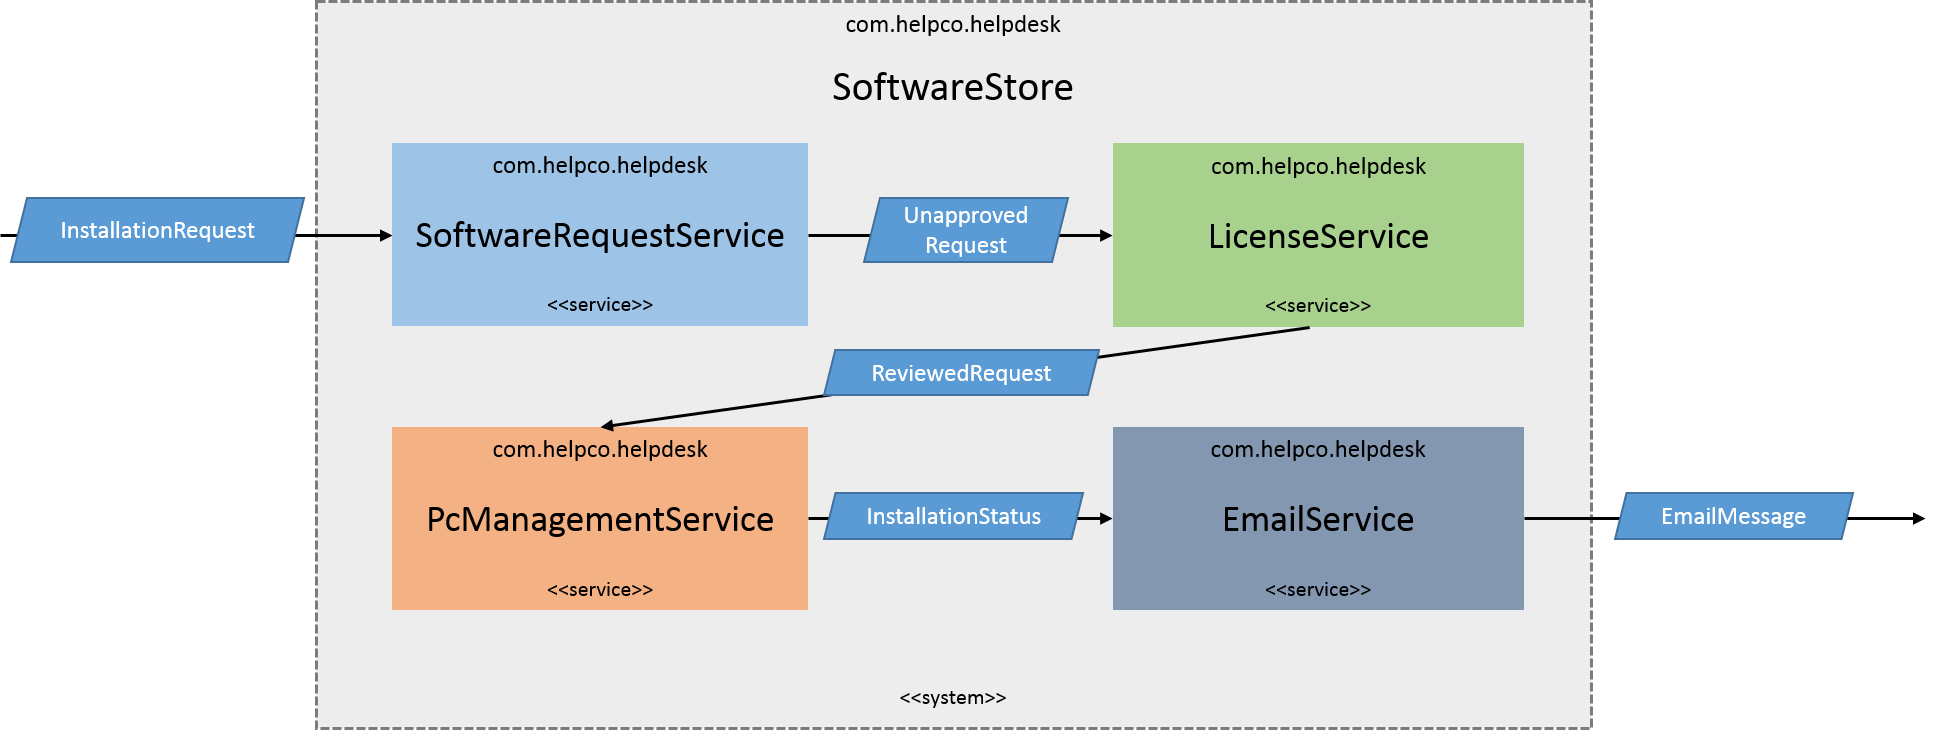 com.helpco.helpdesk
SoftwareStore
InstallationRequest
com.helpco.helpdesk
SoftwareRequestService
<<service>>
Unapproved
Request
com.helpco.helpdesk
LicenseService
<<service>>
ReviewedRequest
com.helpco.helpdesk
PcManagementService
<<service>>
InstallationStatus
com.helpco.helpdesk
EmailService
<<service>>
EmailMessage
<<system>>